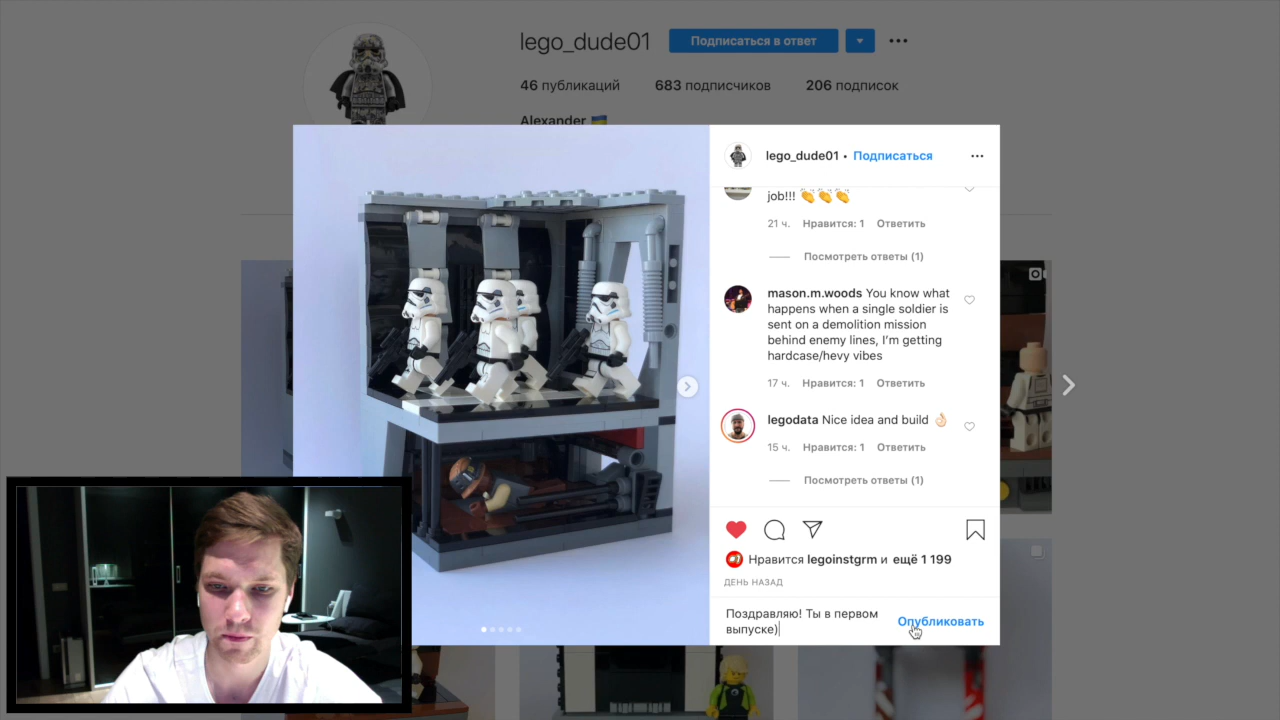 lego_dude01
Подписаться в ответ
46 публикаций
683 подписчиков
206 подписок
Alexander
lego_dude01 • Подписаться
job!!! 👏👏👏
21 ч. Нравится: 1 Ответить
Посмотреть ответы (1)
mason.m.woods You know what
happens when a single soldier is
sent on a demolition mission
behind enemy lines, I'm getting
hardcase/hevy vibes
17 ч. Нравится: 1 Ответить
legodata Nice idea and build 👌🏻
15 ч. Нравится: 1 Ответить
Посмотреть ответы (1)
Нравится legoinstgrm и ещё 1 199
ДЕНЬ НАЗАД
Поздравляю! Ты в первом
выпуске)
Опубликовать